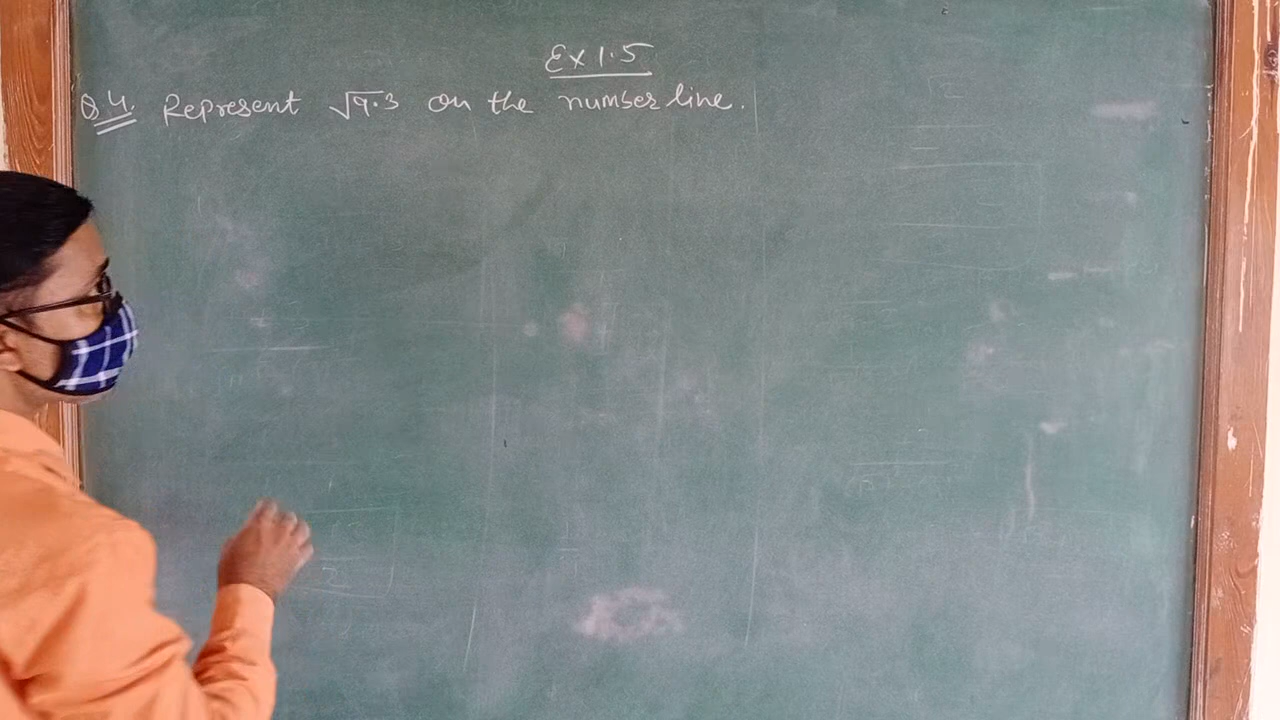 Ex 1.5
Q 4. Represent √9.3 on the number line.